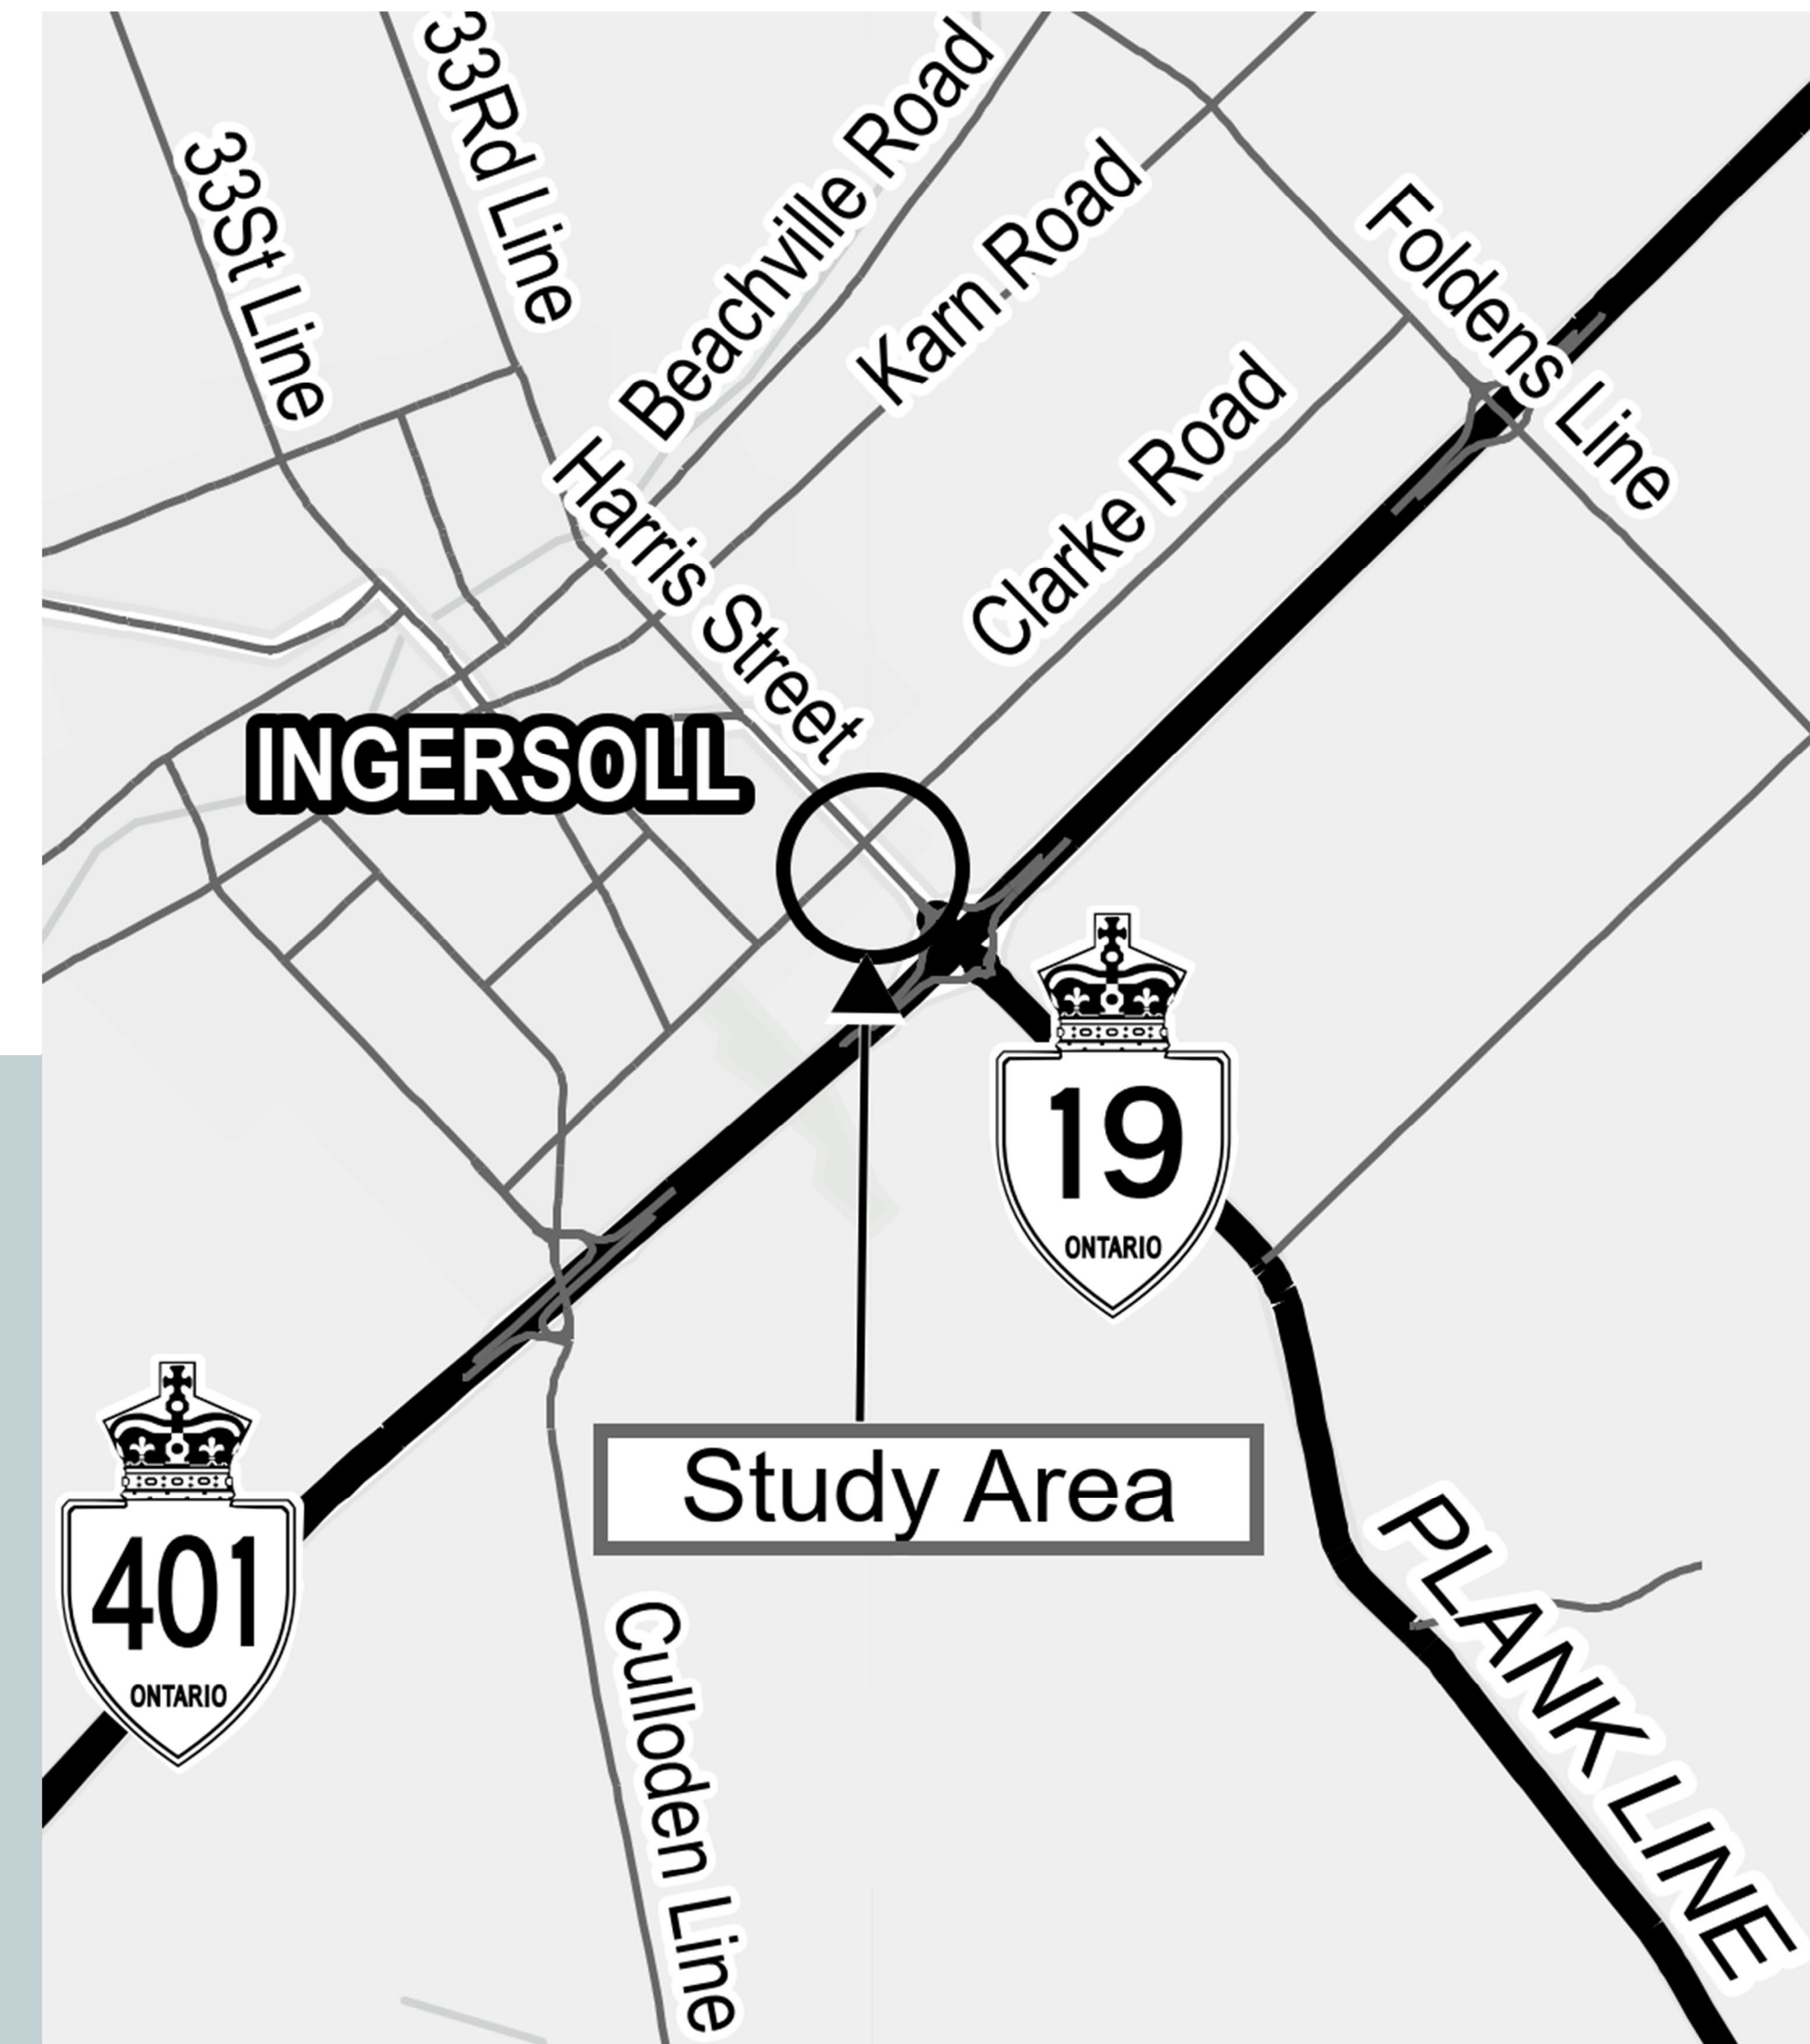 33Rd Line
33St Line
Beachville Road
Karn Road
Foldens Line
Clarke Road
Harris Street
INGERSOLL
19
ONTARIO
401
ONTARIO
Study Area
PLANK LINE
Culloden Line